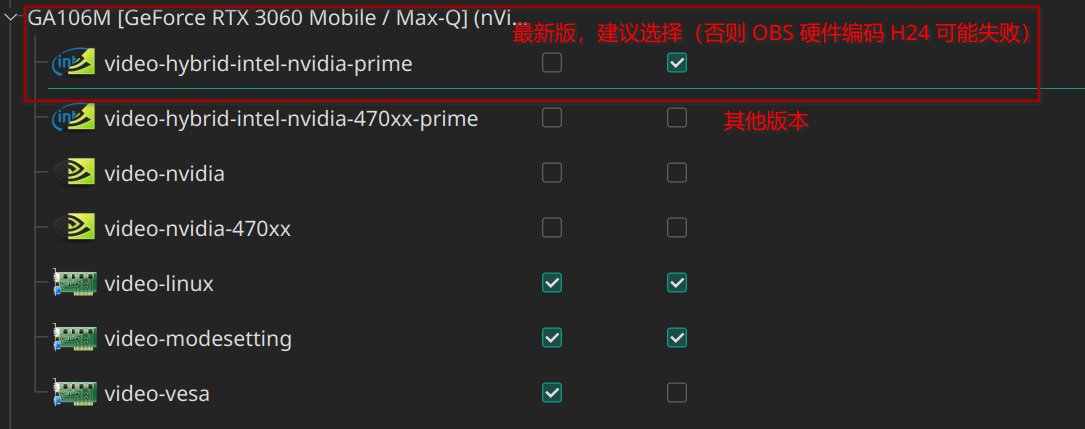 GA106M [GeForce RTX 3060 Mobile / Max-Q] (nVi...
最新版，建议选择（否则 OBS 硬件编码 H24 可能失败）
video-hybrid-intel-nvidia-prime
video-hybrid-intel-nvidia-470xx-prime
其他版本
video-nvidia
video-nvidia-470xx
video-linux
video-modesetting
video-vesa